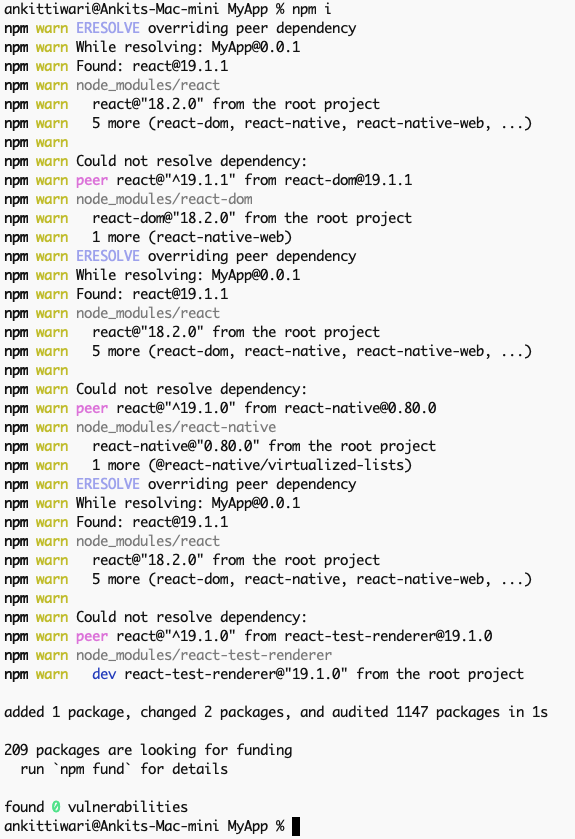 ankittiwari@Ankits-Mac-mini MyApp % npm i
npm warn ERESOLVE overriding peer dependency
npm warn While resolving: MyApp@0.0.1
npm warn Found: react@19.1.1
npm warn node_modules/react
npm warn   react@"18.2.0" from the root project
npm warn   5 more (react-dom, react-native, react-native-web, ...)
npm warn
npm warn Could not resolve dependency:
npm warn peer react@"^19.1.1" from react-dom@19.1.1
npm warn node_modules/react-dom
npm warn   react-dom@"18.2.0" from the root project
npm warn   1 more (react-native-web)
npm warn ERESOLVE overriding peer dependency
npm warn While resolving: MyApp@0.0.1
npm warn Found: react@19.1.1
npm warn node_modules/react
npm warn   react@"18.2.0" from the root project
npm warn   5 more (react-dom, react-native, react-native-web, ...)
npm warn
npm warn Could not resolve dependency:
npm warn peer react@"^19.1.0" from react-native@0.80.0
npm warn node_modules/react-native
npm warn   react-native@"0.80.0" from the root project
npm warn   1 more (@react-native/virtualized-lists)
npm warn ERESOLVE overriding peer dependency
npm warn While resolving: MyApp@0.0.1
npm warn Found: react@19.1.1
npm warn node_modules/react
npm warn   react@"18.2.0" from the root project
npm warn   5 more (react-dom, react-native, react-native-web, ...)
npm warn
npm warn Could not resolve dependency:
npm warn peer react@"^19.1.0" from react-test-renderer@19.1.0
npm warn node_modules/react-test-renderer
npm warn   dev react-test-renderer@"19.1.0" from the root project

added 1 package, changed 2 packages, and audited 1147 packages in 1s

209 packages are looking for funding
  run `npm fund` for details

found 0 vulnerabilities
ankittiwari@Ankits-Mac-mini MyApp %